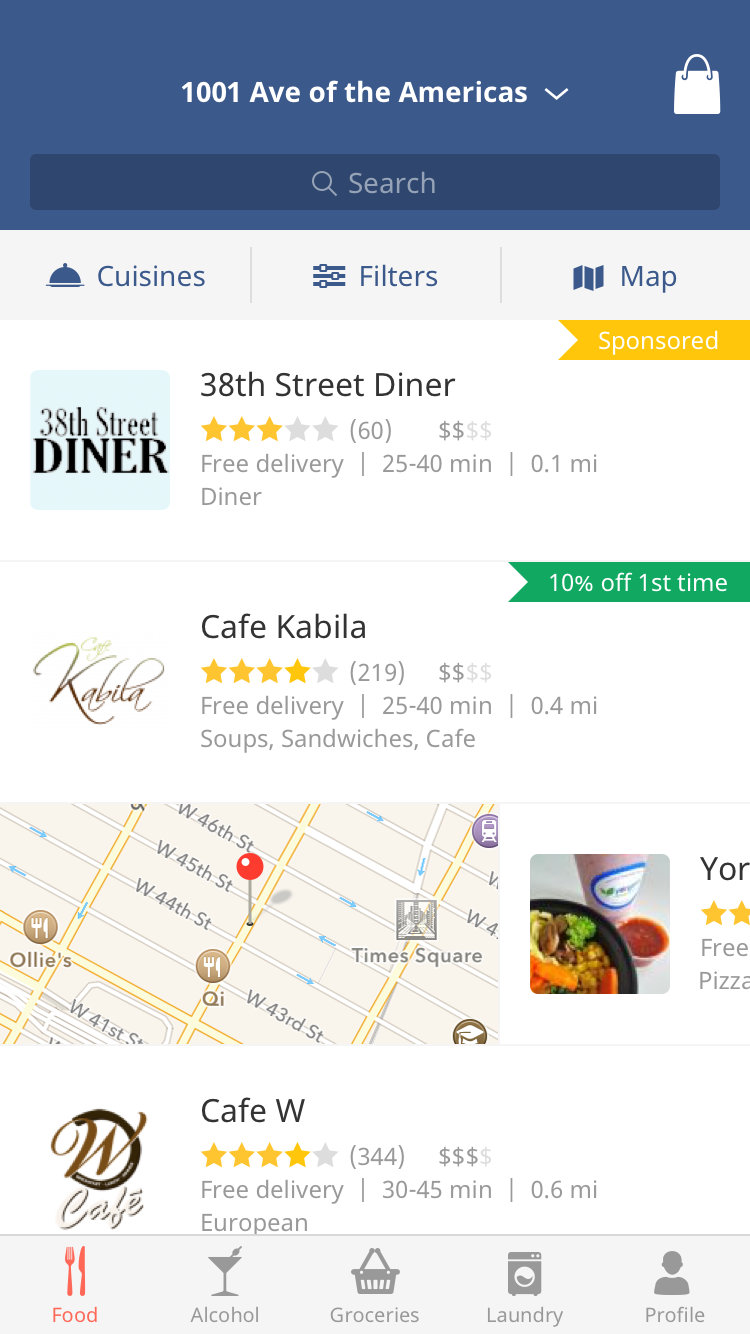 1001 Ave of the Americas
Search
Cuisines
Filters
Map
Sponsored
38th Street
DINER
38th Street Diner
(60) $$$$
Free delivery | 25-40 min | 0.1 mi
Diner
10% off 1st time
Cafe
Kabila
Cafe Kabila
(219) $$$$
Free delivery | 25-40 min | 0.4 mi
Soups, Sandwiches, Cafe
W 46th St
W 45th St
W 44th St
W 4
Ollie's
Times Square
Qi
W 43rd St
W 41st St
Yor
Free
Pizza
W
Café
Cafe W
(344) $$$$
Free delivery | 30-45 min | 0.6 mi
European
Food
Alcohol
Groceries
Laundry
Profile